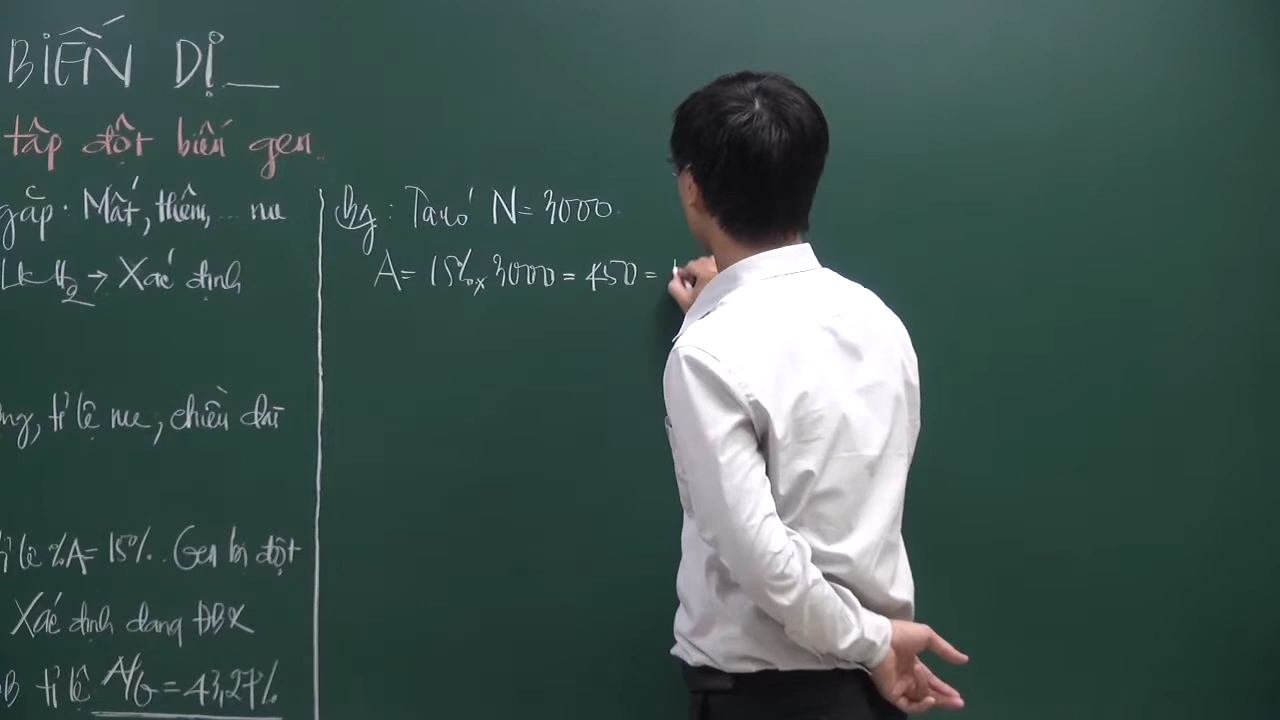 BIẾN DỊ
tập đột biến gen
gặp. Mất, thêm, ... nu
LK H2 → Xác định
ng, tỉ lệ nu, chiều dài
tỉ lệ %A = 15%. Gen bị đột
Xác định dạng ĐBG
ĐB tỉ lệ A/G = 43,27%
Bg: Ta có N = 3000.
A = 15% x 3000 = 450 =